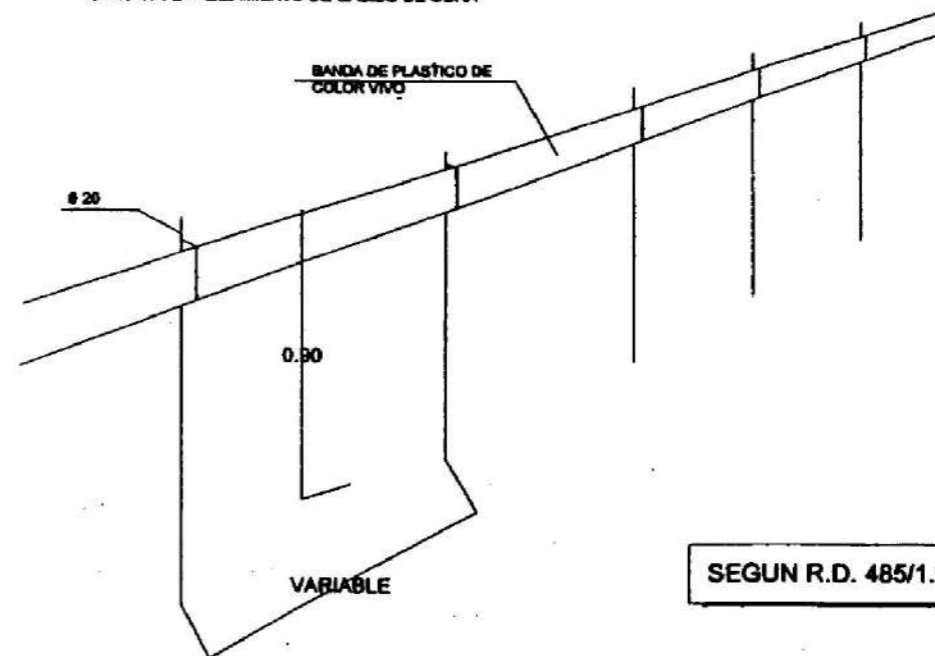 BANDA DE PLASTICO DE
COLOR VIVO
ø 20
0.90
VARIABLE
SEGUN R.D. 485/1.